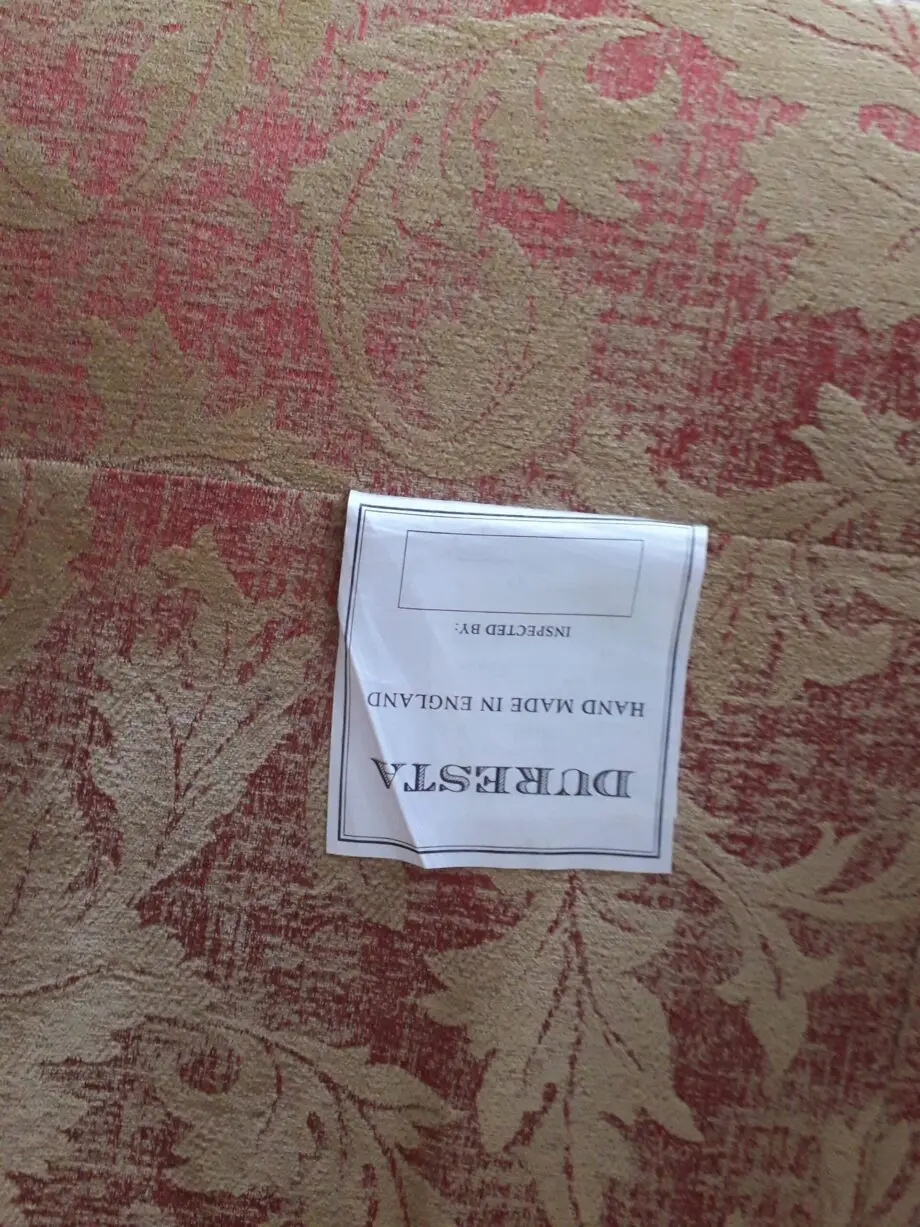 DURESTA
HAND MADE IN ENGLAND
INSPECTED BY: